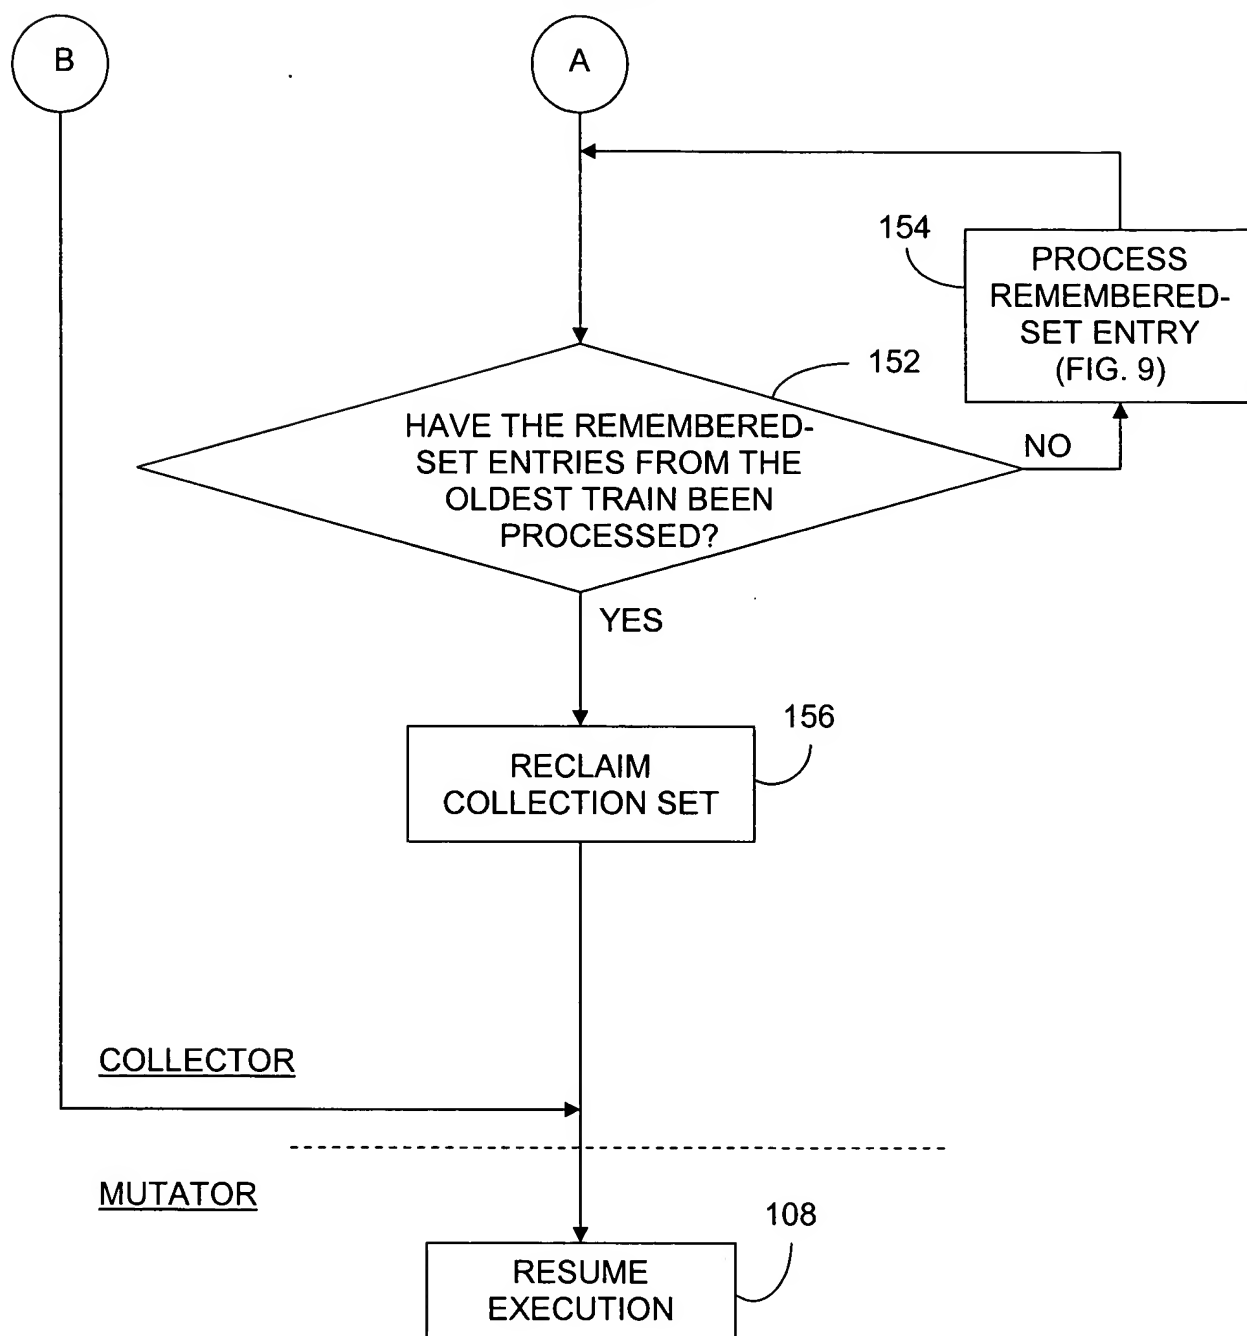 B
A
154
PROCESS
REMEMBERED-
SET ENTRY
(FIG. 9)
152
HAVE THE REMEMBERED-
SET ENTRIES FROM THE
OLDEST TRAIN BEEN
PROCESSED?
NO
YES
156
RECLAIM
COLLECTION SET
COLLECTOR
MUTATOR
108
RESUME
EXECUTION